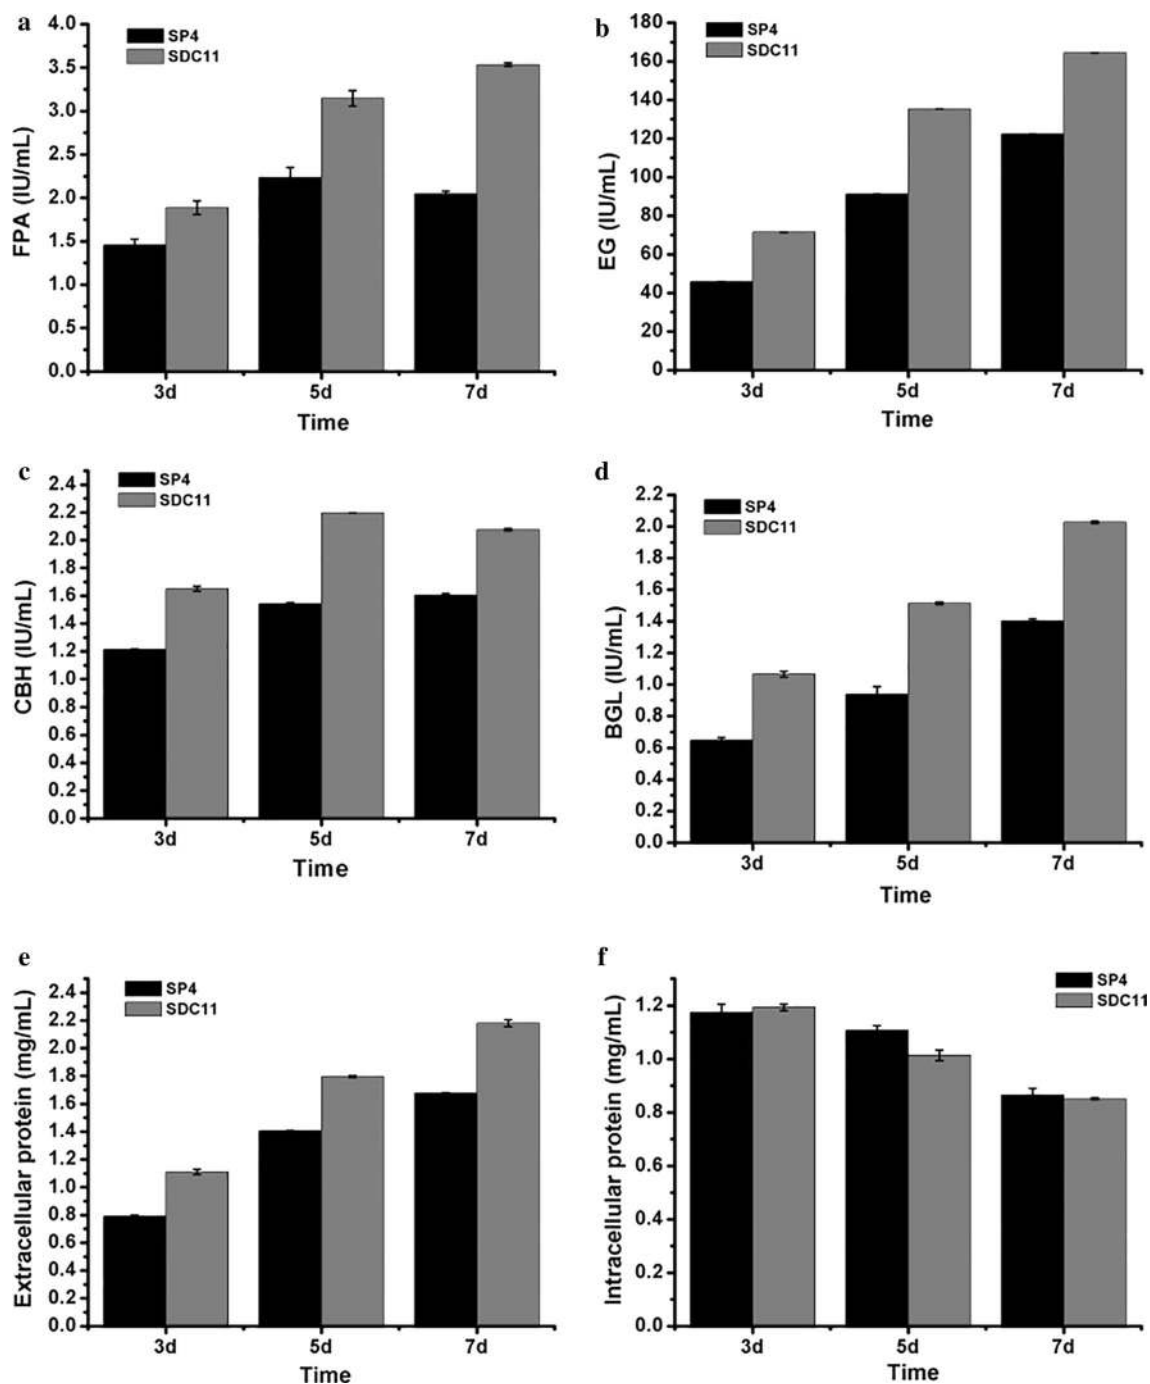 a
SP4
SDC11
4.0
3.5
3.0
2.5
2.0
1.5
1.0
0.5
0.0
FPA (IU/mL)
3d 5d 7d
Time
b
SP4
SDC11
180
160
140
120
100
80
60
40
20
0
EG (IU/mL)
3d 5d 7d
Time
c
SP4
SDC11
2.4
2.2
2.0
1.8
1.6
1.4
1.2
1.0
0.8
0.6
0.4
0.2
0.0
CBH (IU/mL)
3d 5d 7d
Time
d
SP4
SDC11
2.2
2.0
1.8
1.6
1.4
1.2
1.0
0.8
0.6
0.4
0.2
0.0
BGL (IU/mL)
3d 5d 7d
Time
e
SP4
SDC11
2.4
2.2
2.0
1.8
1.6
1.4
1.2
1.0
0.8
0.6
0.4
0.2
0.0
Extracellular protein (mg/mL)
3d 5d 7d
Time
f
SP4
SDC11
1.2
1.0
0.8
0.6
0.4
0.2
0.0
Intracellular protein (mg/mL)
3d 5d 7d
Time